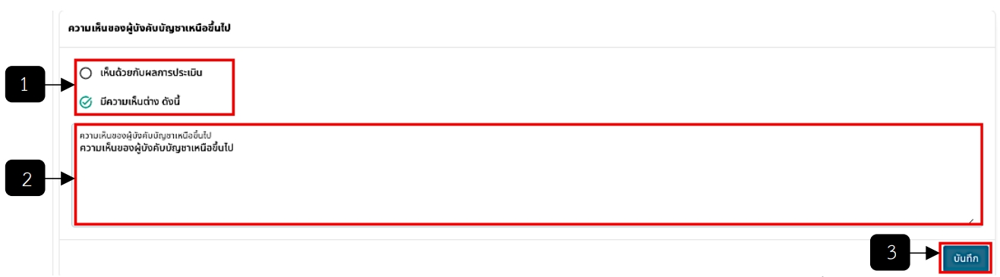 ความเห็นของผู้บังคับบัญชาเหนือขึ้นไป
เห็นด้วยกับผลการประเมิน
1
มีความเห็นต่าง ดังนี้
ความเห็นของผู้บังคับบัญชาเหนือขึ้นไป
ความเห็นของผู้บังคับบัญชาเหนือขึ้นไป
2
3
บันทึก